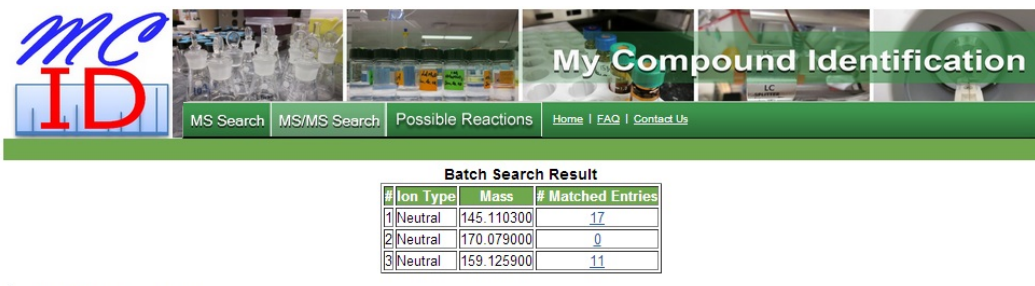 MC
ID
My Compound Identification
MS Search MS/MS Search Possible Reactions Home | FAQ | Contact Us
Batch Search Result
# Ion Type Mass # Matched Entries
1 Neutral 145.110300 17
2 Neutral 170.079000 0
3 Neutral 159.125900 11